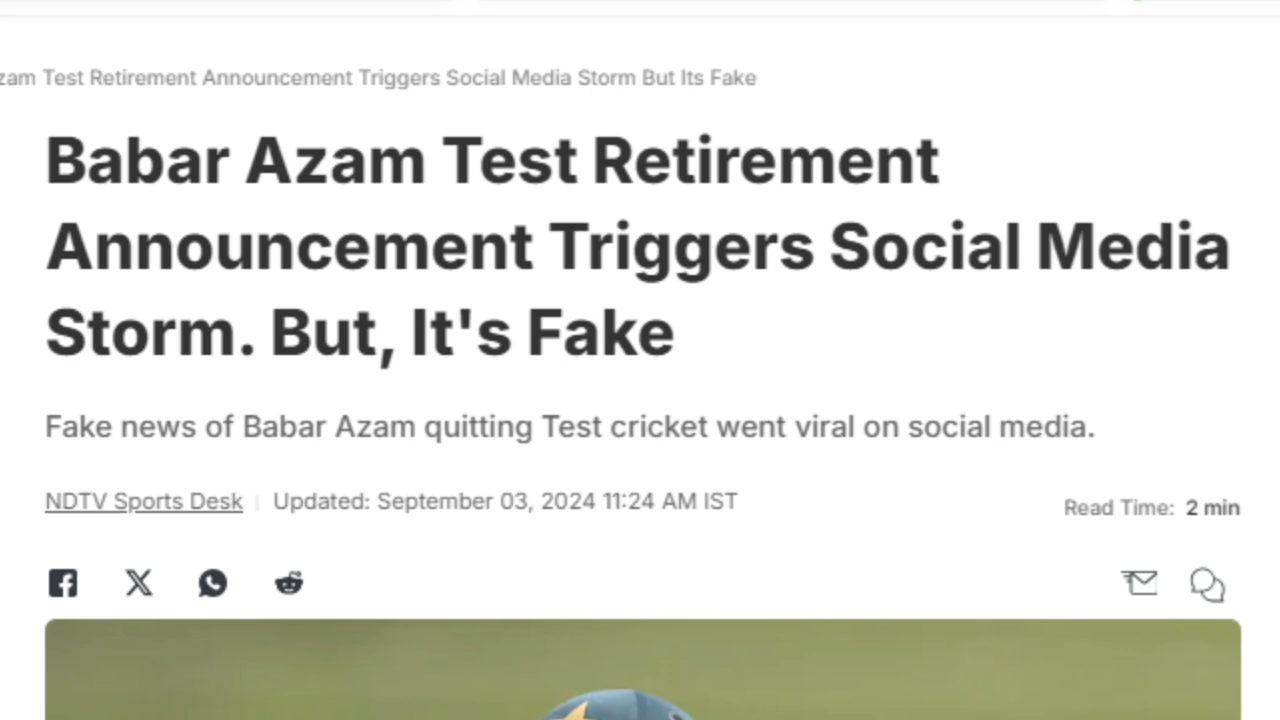 zam Test Retirement Announcement Triggers Social Media Storm But Its Fake
Babar Azam Test Retirement
Announcement Triggers Social Media
Storm. But, It's Fake
Fake news of Babar Azam quitting Test cricket went viral on social media.
NDTV Sports Desk Updated: September 03, 2024 11:24 AM IST
Read Time: 2 min